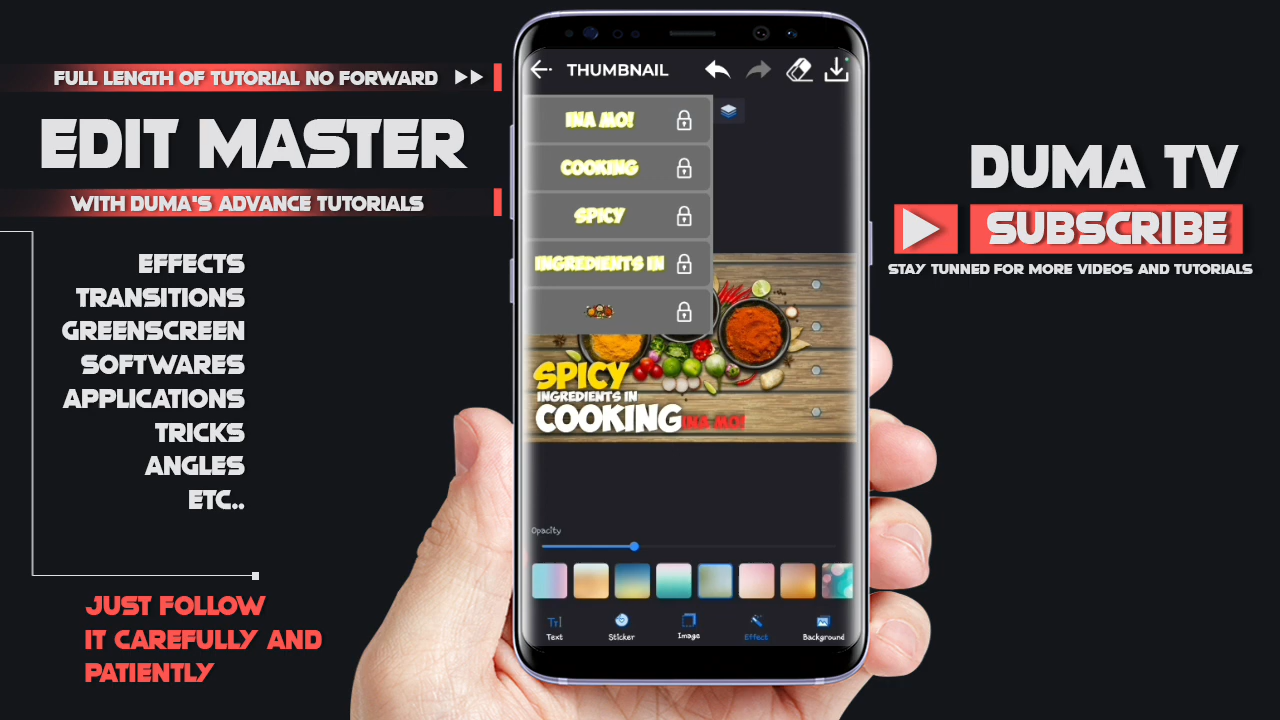 FULL LENGTH OF TUTORIAL NO FORWARD
EDIT MASTER
WITH DUMA'S ADVANCE TUTORIALS
EFFECTS
TRANSITIONS
GREENSCREEN
SOFTWARES
APPLICATIONS
TRICKS
ANGLES
ETC..
JUST FOLLOW
IT CAREFULLY AND
PATIENTLY
THUMBNAIL
INA MO!
COOKING
SPICY
INGREDIENTS IN
SPICY
INGREDIENTS IN
COOKING INA MO!
Opacity
Text Sticker Image Effect Background
DUMA TV
SUBSCRIBE
STAY TUNNED FOR MORE VIDEOS AND TUTORIALS